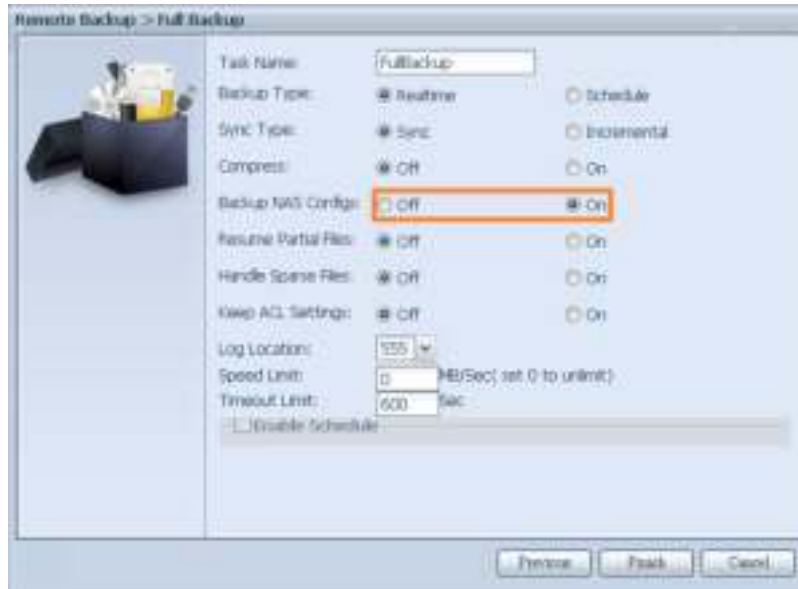 Remote Backup > Full Backup
Task Name: FullBackup
Backup Type: Realtime Schedule
Sync Type: Sync Incremental
Compress: Off On
Backup NAS Configs: Off On
Resume Partial Files: Off On
Handle Sparse Files: Off On
Keep ACL Settings: Off On
Log Location: 555
Speed Limit: 0 MB/Sec( set 0 to unlimit)
Timeout Limit: 600 Sec
Enable Schedule
Previous Finish Cancel